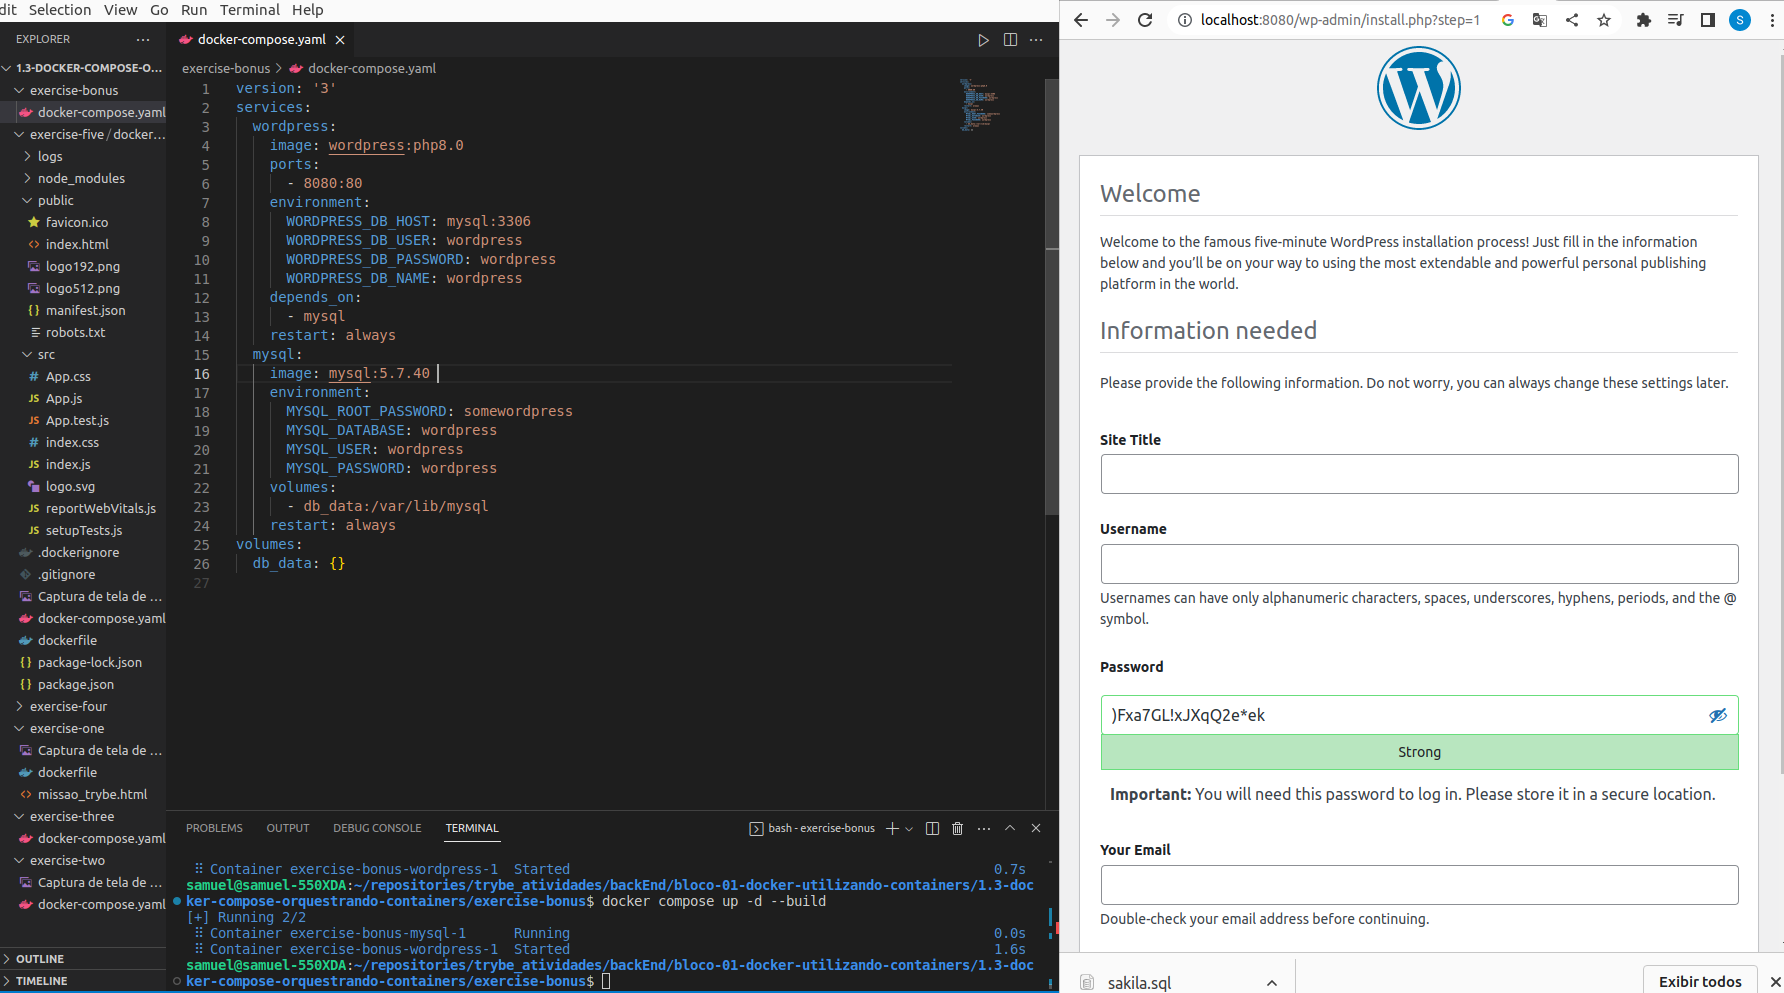 dit Selection View Go Run Terminal Help
EXPLORER ...
1.3-DOCKER-COMPOSE-O...
exercise-bonus
docker-compose.yaml
exercise-five / docker...
logs
node_modules
public
favicon.ico
index.html
logo192.png
logo512.png
manifest.json
robots.txt
src
App.css
JS App.js
JS App.test.js
index.css
JS index.js
logo.svg
JS reportWebVitals.js
JS setupTests.js
.dockerignore
.gitignore
Captura de tela de ...
docker-compose.yaml
dockerfile
package-lock.json
package.json
exercise-four
exercise-one
Captura de tela de ...
dockerfile
missao_trybe.html
exercise-three
docker-compose.yaml
exercise-two
Captura de tela de ...
docker-compose.yaml
OUTLINE
TIMELINE
docker-compose.yaml
exercise-bonus > docker-compose.yaml
1 version: '3'
2 services:
3 wordpress:
4 image: wordpress:php8.0
5 ports:
6 - 8080:80
7 environment:
8 WORDPRESS_DB_HOST: mysql:3306
9 WORDPRESS_DB_USER: wordpress
10 WORDPRESS_DB_PASSWORD: wordpress
11 WORDPRESS_DB_NAME: wordpress
12 depends_on:
13 - mysql
14 restart: always
15 mysql:
16 image: mysql:5.7.40
17 environment:
18 MYSQL_ROOT_PASSWORD: somewordpress
19 MYSQL_DATABASE: wordpress
20 MYSQL_USER: wordpress
21 MYSQL_PASSWORD: wordpress
22 volumes:
23 - db_data:/var/lib/mysql
24 restart: always
25 volumes:
26 db_data: {}
27
PROBLEMS OUTPUT DEBUG CONSOLE TERMINAL bash - exercise-bonus
Container exercise-bonus-wordpress-1 Started 0.7s
samuel@samuel-550XDA:~/repositories/trybe_atividades/backEnd/bloco-01-docker-utilizando-containers/1.3-doc
ker-compose-orquestrando-containers/exercise-bonus$ docker compose up -d --build
[+] Running 2/2
Container exercise-bonus-mysql-1 Running 0.0s
Container exercise-bonus-wordpress-1 Started 1.6s
samuel@samuel-550XDA:~/repositories/trybe_atividades/backEnd/bloco-01-docker-utilizando-containers/1.3-doc
ker-compose-orquestrando-containers/exercise-bonus$
localhost:8080/wp-admin/install.php?step=1
S
Welcome
Welcome to the famous five-minute WordPress installation process! Just fill in the information
below and you’ll be on your way to using the most extendable and powerful personal publishing
platform in the world.
Information needed
Please provide the following information. Do not worry, you can always change these settings later.
Site Title
Username
Usernames can have only alphanumeric characters, spaces, underscores, hyphens, periods, and the @
symbol.
Password
)Fxa7GL!xJXqQ2e*ek
Strong
Important: You will need this password to log in. Please store it in a secure location.
Your Email
Double-check your email address before continuing.
sakila.sql
Exibir todos